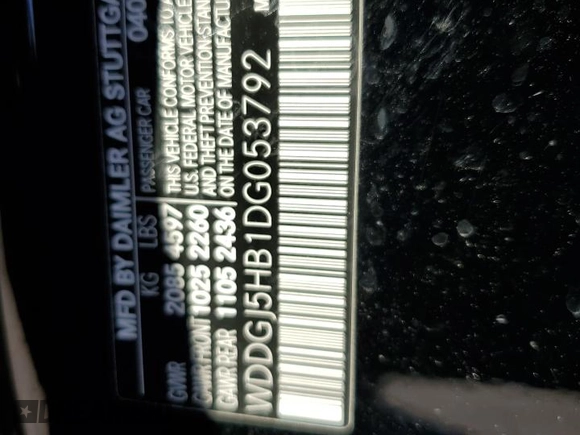 MFD BY DAIMLER AG STUTTGA
KG LBS PASSENGER CAR 040
GVWR 2085 4597 THIS VEHICLE CONFORMS TO
GAWR FRONT 1025 2260 U.S. FEDERAL MOTOR VEHICLE
GAWR REAR 1105 2436 AND THEFT PREVENTION STAN
ON THE DATE OF MANUFACTU
WDDGJ5HB1DG053792